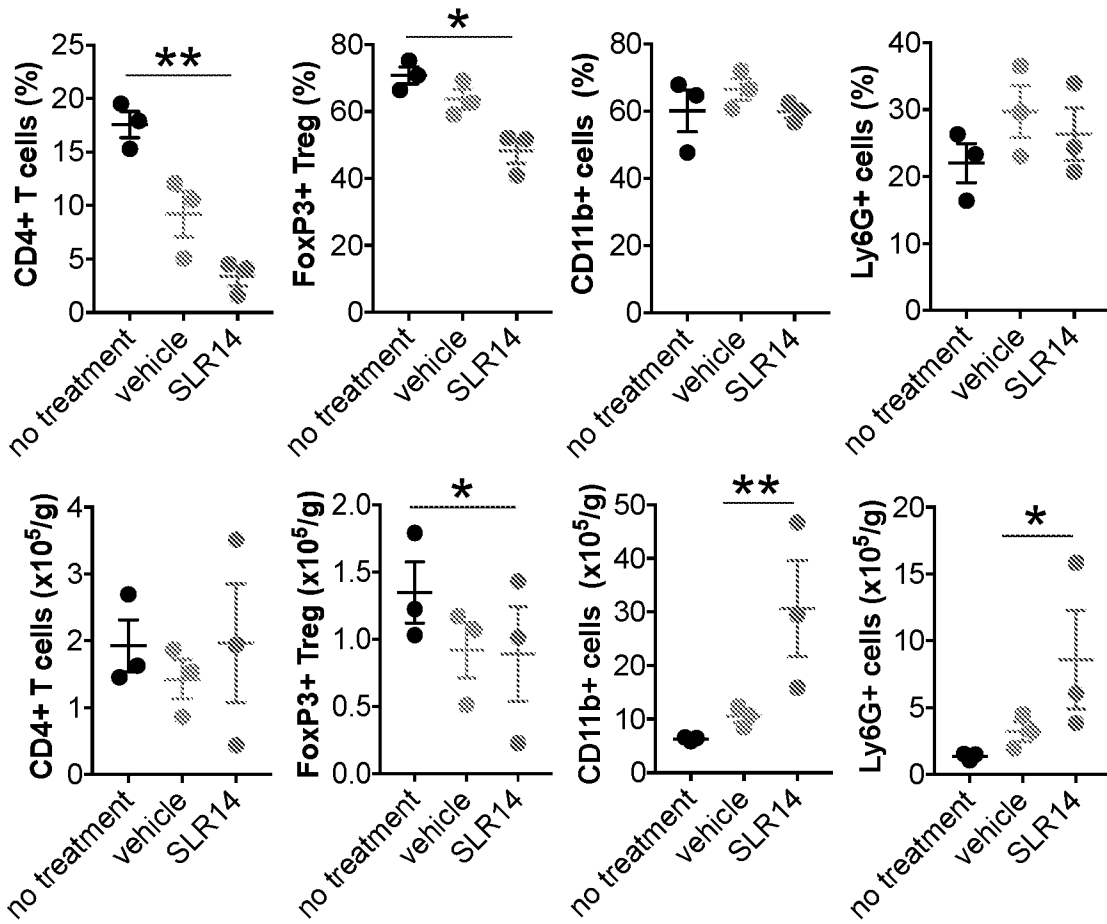 CD4+ T cells (%)
25
20
15
10
5
0
**
no treatment
vehicle
SLR14
FoxP3+ Treg (%)
80
60
40
20
0
*
no treatment
vehicle
SLR14
CD11b+ cells (%)
80
60
40
20
0
no treatment
vehicle
SLR14
Ly6G+ cells (%)
40
30
20
10
0
no treatment
vehicle
SLR14
CD4+ T cells (x10⁵/g)
4
3
2
1
0
no treatment
vehicle
SLR14
FoxP3+ Treg (x10⁵/g)
2.0
1.5
1.0
0.5
0.0
*
no treatment
vehicle
SLR14
CD11b+ cells (x10⁵/g)
50
40
30
20
10
0
**
no treatment
vehicle
SLR14
Ly6G+ cells (x10⁵/g)
20
15
10
5
0
*
no treatment
vehicle
SLR14